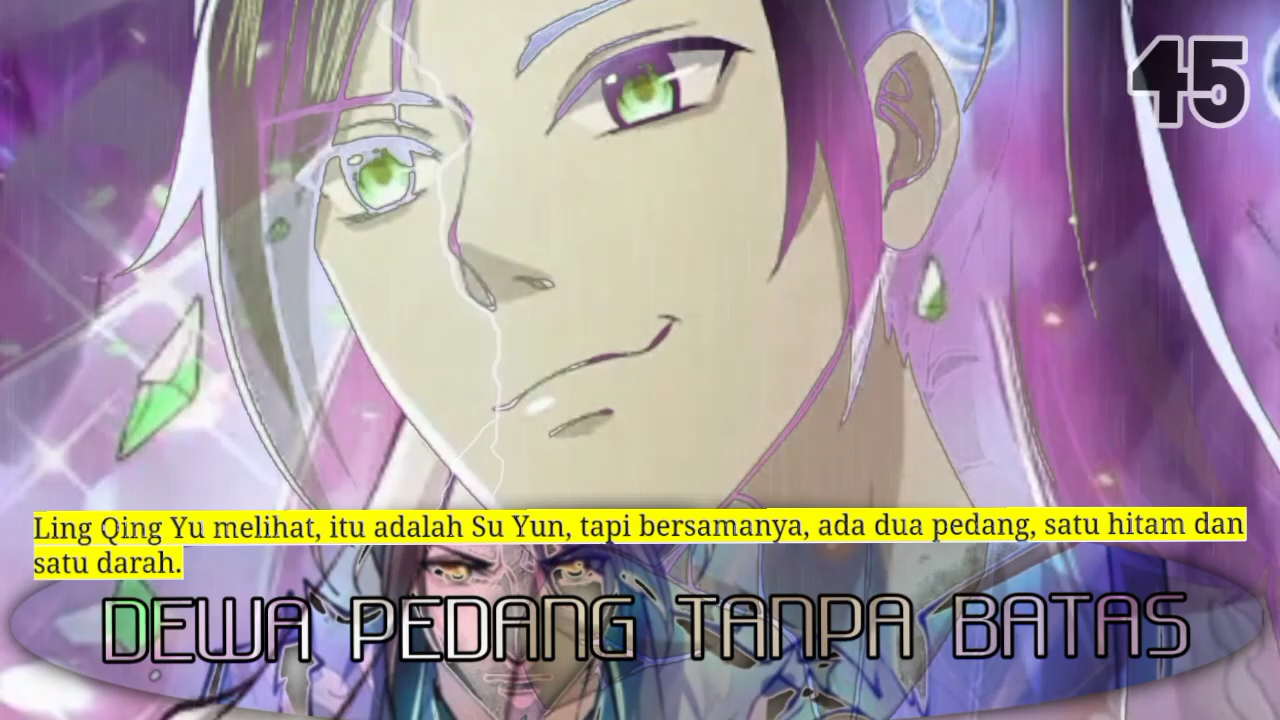 45
Ling Qing Yu melihat, itu adalah Su Yun, tapi bersamanya, ada dua pedang, satu hitam dan
satu darah.
DEWA PEDANG TANPA BATAS